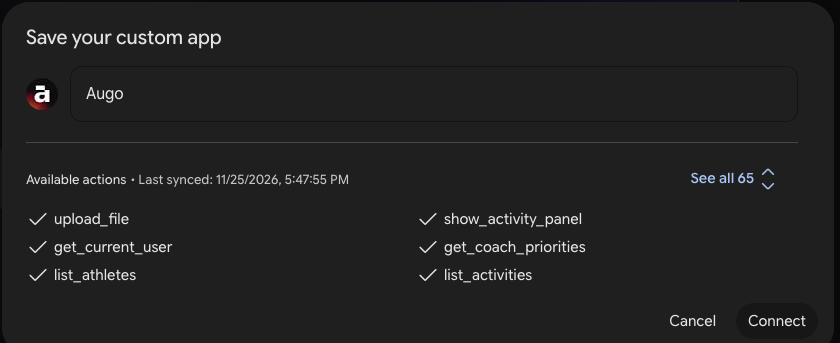 Save your custom app
ā
Augo
Available actions • Last synced: 11/25/2026, 5:47:55 PM
See all 65
upload_file
show_activity_panel
get_current_user
get_coach_priorities
list_athletes
list_activities
Cancel
Connect